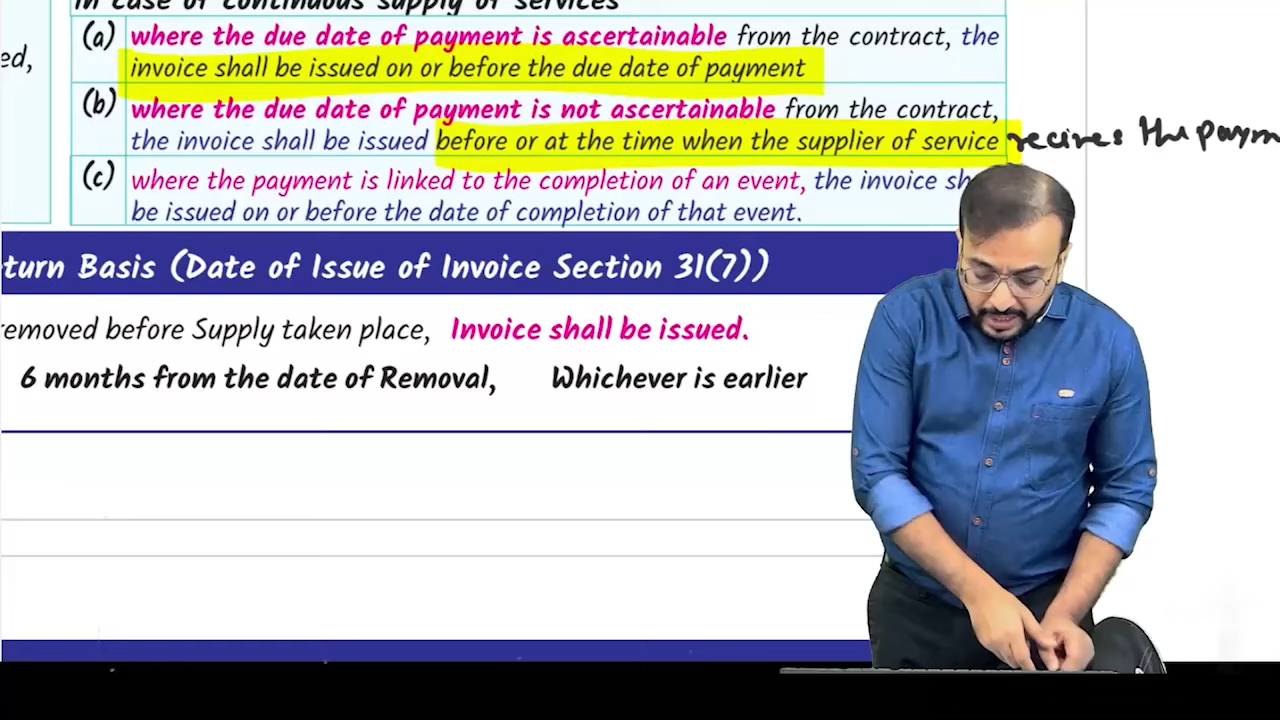 in case of continuous supply of services
ed,
(a) where the due date of payment is ascertainable from the contract, the
invoice shall be issued on or before the due date of payment
(b) where the due date of payment is not ascertainable from the contract,
the invoice shall be issued before or at the time when the supplier of service recives the paym
(c) where the payment is linked to the completion of an event, the invoice sh
be issued on or before the date of completion of that event.
turn Basis (Date of Issue of Invoice Section 31(7))
removed before Supply taken place, Invoice shall be issued.
6 months from the date of Removal, Whichever is earlier